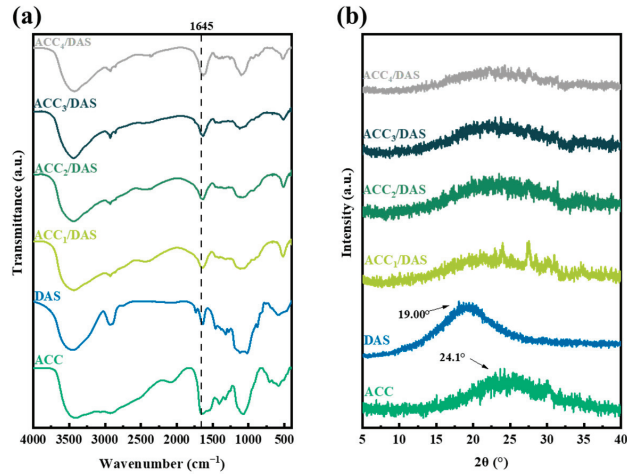 (a)
1645
ACC4/DAS
ACC3/DAS
ACC2/DAS
ACC1/DAS
DAS
ACC
Transmittance (a.u.)
4000 3500 3000 2500 2000 1500 1000 500
Wavenumber (cm−1)
(b)
ACC4/DAS
ACC3/DAS
ACC2/DAS
ACC1/DAS
19.00°
DAS
24.1°
ACC
Intensity (a.u.)
5 10 15 20 25 30 35 40
2θ (°)